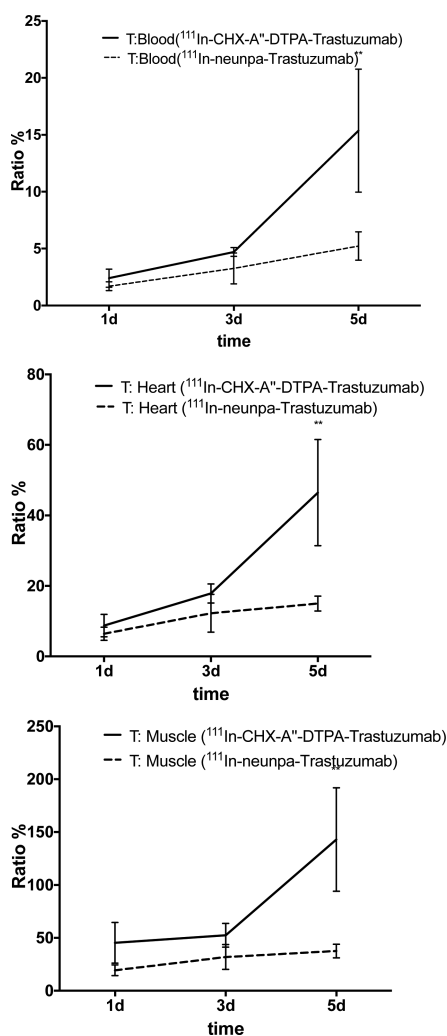 25
T:Blood(¹¹¹In-CHX-A"-DTPA-Trastuzumab)
T:Blood(¹¹¹In-neunpa-Trastuzumab)
**
20
15
10
5
0
Ratio %
1d 3d 5d
time
80
T: Heart (¹¹¹In-CHX-A"-DTPA-Trastuzumab)
T: Heart (¹¹¹In-neunpa-Trastuzumab)
**
60
40
20
0
Ratio %
1d 3d 5d
time
250
T: Muscle (¹¹¹In-CHX-A"-DTPA-Trastuzumab)
T: Muscle (¹¹¹In-neunpa-Trastuzumab)
**
200
150
100
50
0
Ratio %
1d 3d 5d
time